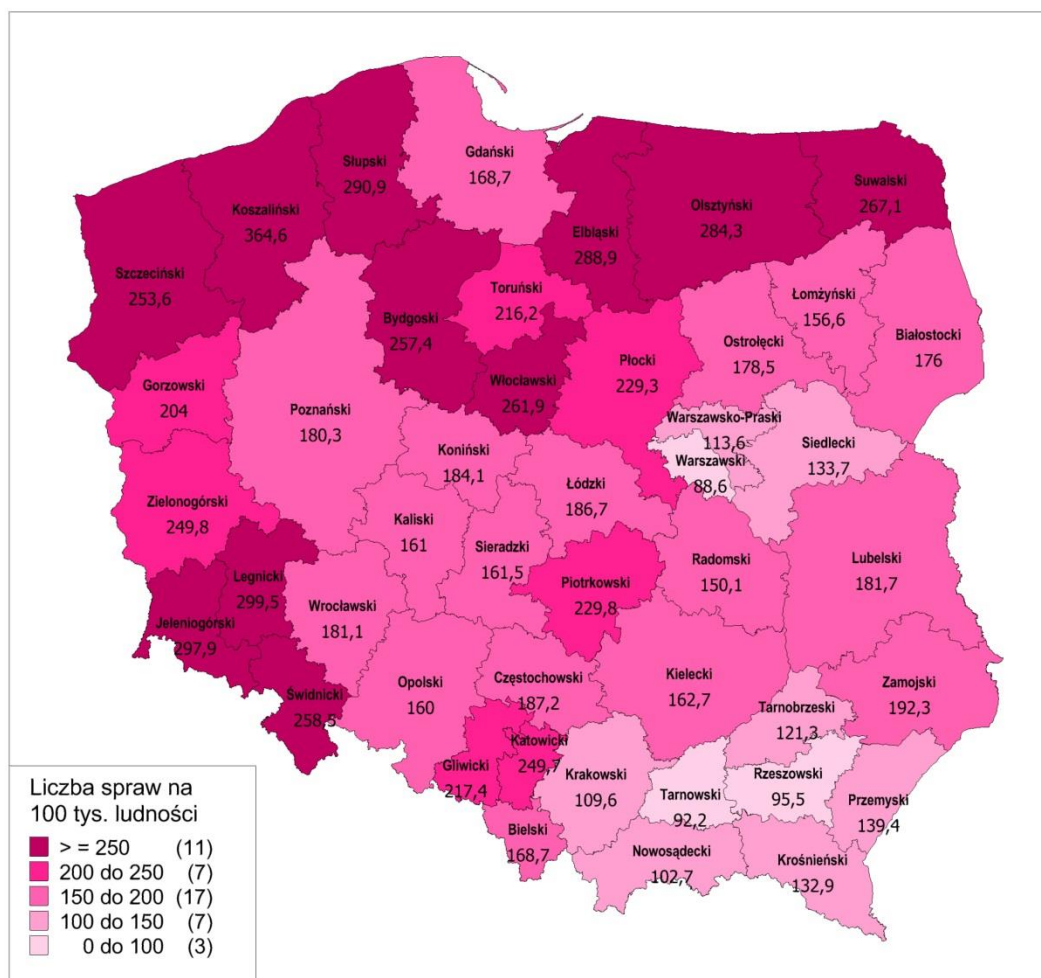 Słupski
290,9
Gdański
168,7
Koszaliński
364,6
Suwalski
267,1
Olsztyński
284,3
Elbląski
288,9
Szczeciński
253,6
Toruński
216,2
Łomżyński
156,6
Bydgoski
257,4
Białostocki
176
Ostrołęcki
178,5
Płocki
229,3
Włocławski
261,9
Gorzowski
204
Poznański
180,3
Warszawsko-Praski
113,6
Siedlecki
133,7
Koniński
184,1
Warszawski
88,6
Łódzki
186,7
Zielonogórski
249,8
Kaliski
161
Sieradzki
161,5
Radomski
150,1
Lubelski
181,7
Legnicki
299,5
Piotrkowski
229,8
Wrocławski
181,1
Jeleniogórski
297,9
Kielecki
162,7
Zamojski
192,3
Częstochowski
187,2
Opolski
160
Świdnicki
258,5
Tarnobrzeski
121,3
Katowicki
249,7
Gliwicki
217,4
Krakowski
109,6
Rzeszowski
95,5
Tarnowski
92,2
Przemyski
139,4
Bielski
168,7
Nowosądecki
102,7
Krośnieński
132,9
Liczba spraw na
100 tys. ludności
> = 250 (11)
200 do 250 (7)
150 do 200 (17)
100 do 150 (7)
0 do 100 (3)